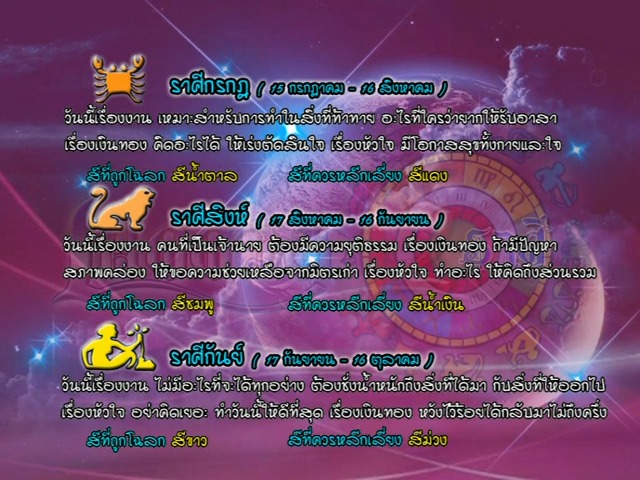 ราศีกรกฎ ( 15 กรกฎาคม - 16 สิงหาคม )
วันนี้เรื่องงาน เหมาะสำหรับการทำในสิ่งที่ท้าทาย อะไรที่ใครว่ายากให้รับอาสา
เรื่องเงินทอง คิดอะไรได้ ให้เร่งตัดสินใจ เรื่องหัวใจ มีโอกาสสุขทั้งกายและใจ
สีที่ถูกโฉลก สีน้ำตาล สีที่ควรหลีกเลี่ยง สีแดง
ราศีสิงห์ ( 17 สิงหาคม - 16 กันยายน )
วันนี้เรื่องงาน คนที่เป็นเจ้านาย ต้องมีความยุติธรรม เรื่องเงินทอง ถ้ามีปัญหา
สภาพคล่อง ให้ขอความช่วยเหลือจากมิตรเก่า เรื่องหัวใจ ทำอะไร ให้คิดถึงส่วนรวม
สีที่ถูกโฉลก สีชมพู สีที่ควรหลีกเลี่ยง สีน้ำเงิน
ราศีกันย์ ( 17 กันยายน - 16 ตุลาคม )
วันนี้เรื่องงาน ไม่มีอะไรที่จะได้ทุกอย่าง ต้องชั่งน้ำหนักถึงสิ่งที่ได้มา กับสิ่งที่ให้ออกไป
เรื่องหัวใจ อย่าคิดเยอะ ทำวันนี้ให้ดีที่สุด เรื่องเงินทอง หวังไว้ร้อยได้กลับมาไม่ถึงครึ่ง
สีที่ถูกโฉลก สีขาว สีที่ควรหลีกเลี่ยง สีม่วง